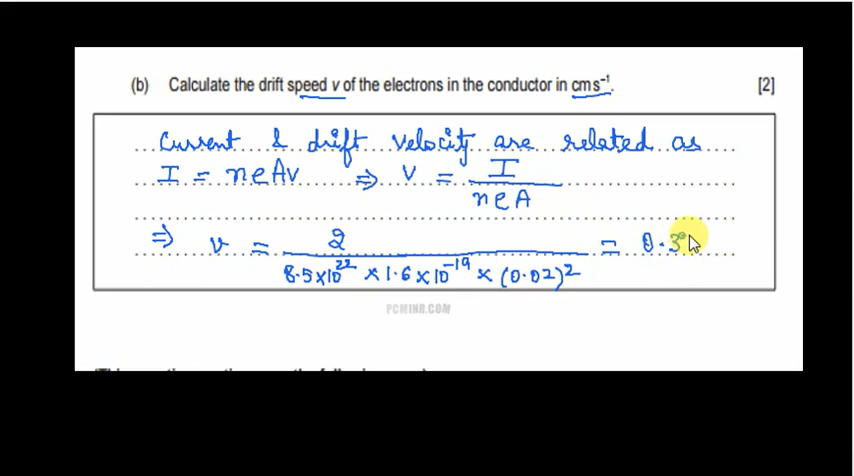 (b) Calculate the drift speed v of the electrons in the conductor in cm s⁻¹. [2]
Current & drift velocity are related as
I = neAv ⇒ v = I / neA
⇒ v = 2 / 8.5×10²² × 1.6×10⁻¹⁹ × (0.02)² = 0.3
PCMINR.COM